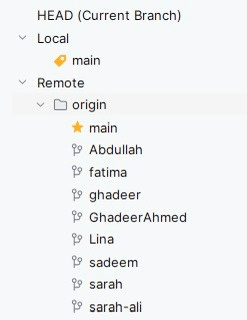 HEAD (Current Branch)
Local
main
Remote
origin
main
Abdullah
fatima
ghadeer
GhadeerAhmed
Lina
sadeem
sarah
sarah-ali